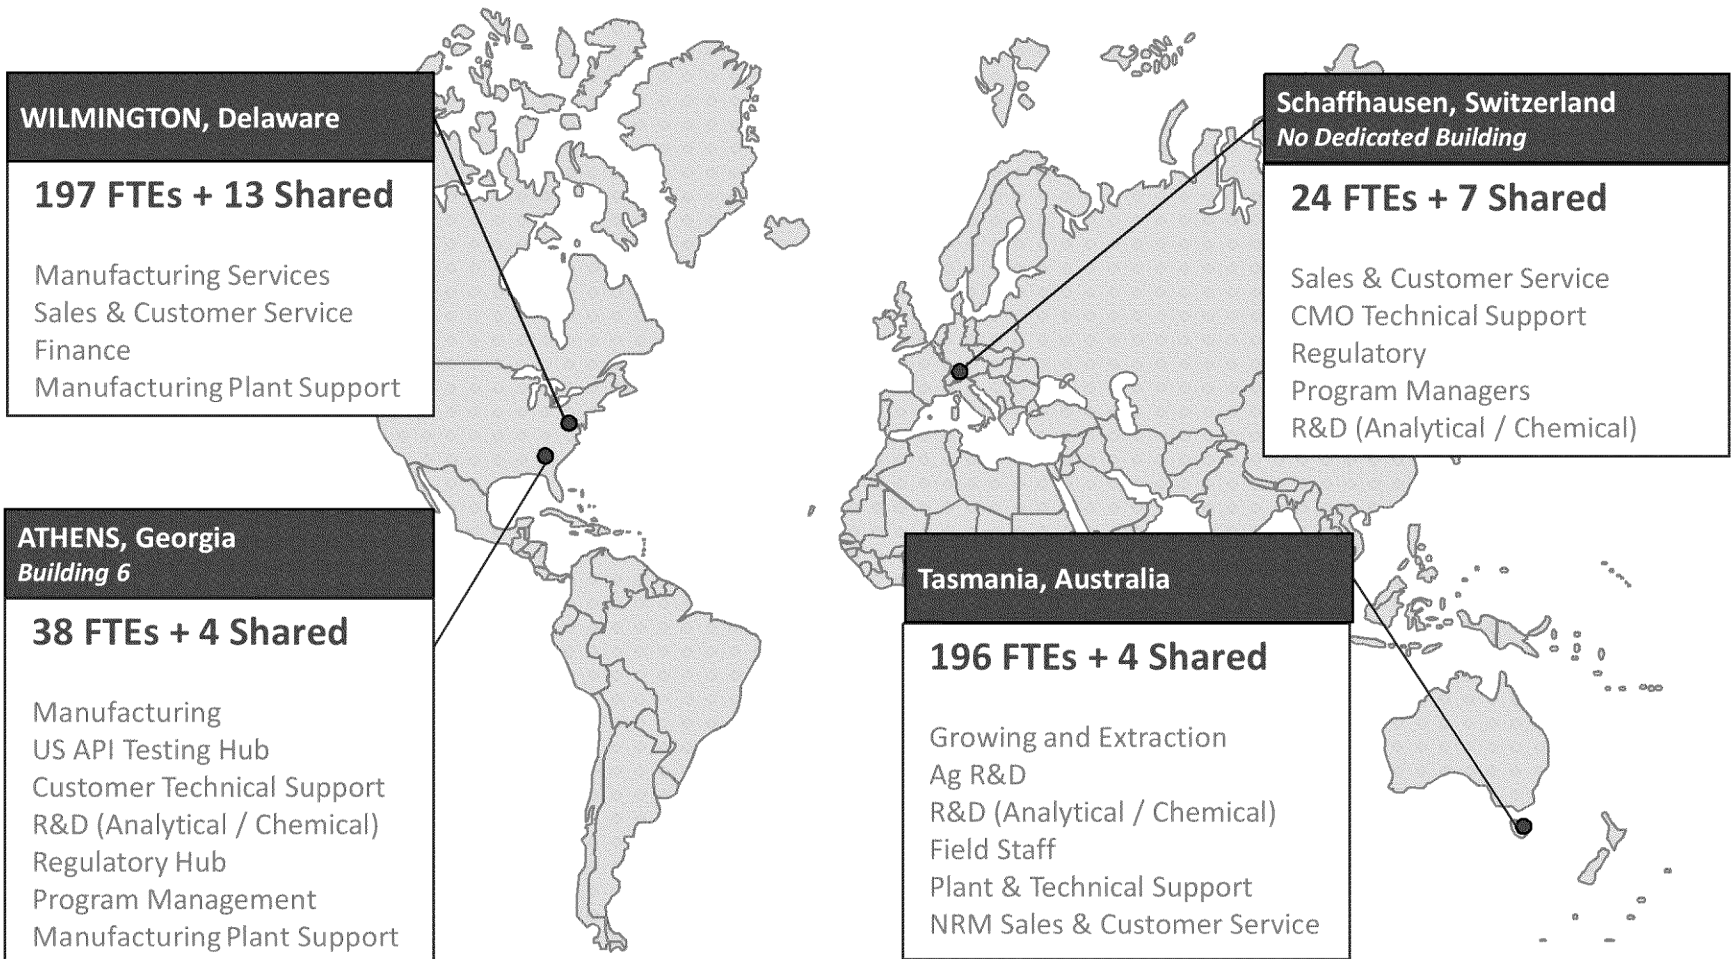 WILMINGTON, Delaware
197 FTEs + 13 Shared
Manufacturing Services
Sales & Customer Service
Finance
Manufacturing Plant Support
Schaffhausen, Switzerland
No Dedicated Building
24 FTEs + 7 Shared
Sales & Customer Service
CMO Technical Support
Regulatory
Program Managers
R&D (Analytical / Chemical)
ATHENS, Georgia
Building 6
38 FTEs + 4 Shared
Manufacturing
US API Testing Hub
Customer Technical Support
R&D (Analytical / Chemical)
Regulatory Hub
Program Management
Manufacturing Plant Support
Tasmania, Australia
196 FTEs + 4 Shared
Growing and Extraction
Ag R&D
R&D (Analytical / Chemical)
Field Staff
Plant & Technical Support
NRM Sales & Customer Service